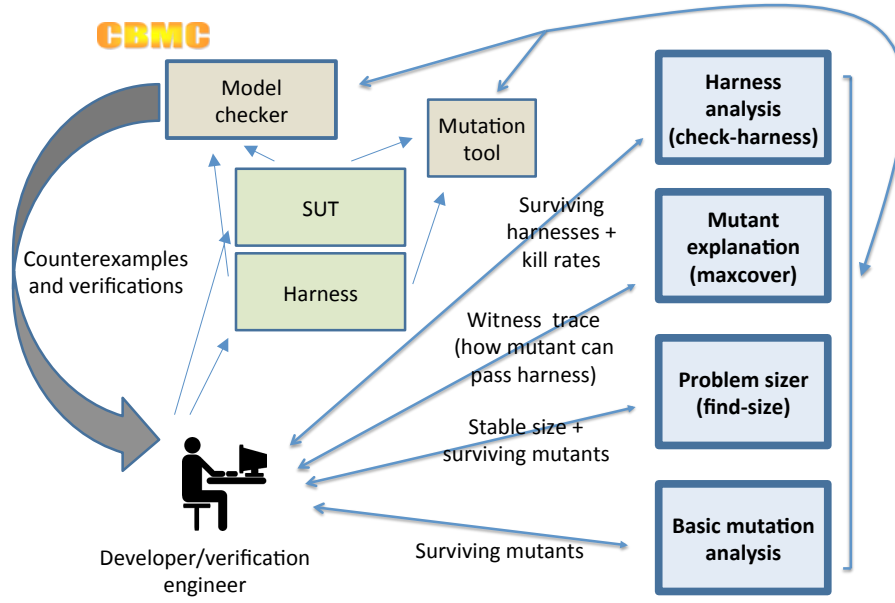 CBMC
Model
checker
Mutation
tool
SUT
Harness
Counterexamples
and verifications
Developer/verification
engineer
Surviving
harnesses +
kill rates
Witness trace
(how mutant can
pass harness)
Stable size +
surviving mutants
Surviving mutants
Harness
analysis
(check-harness)
Mutant
explanation
(maxcover)
Problem sizer
(find-size)
Basic mutation
analysis